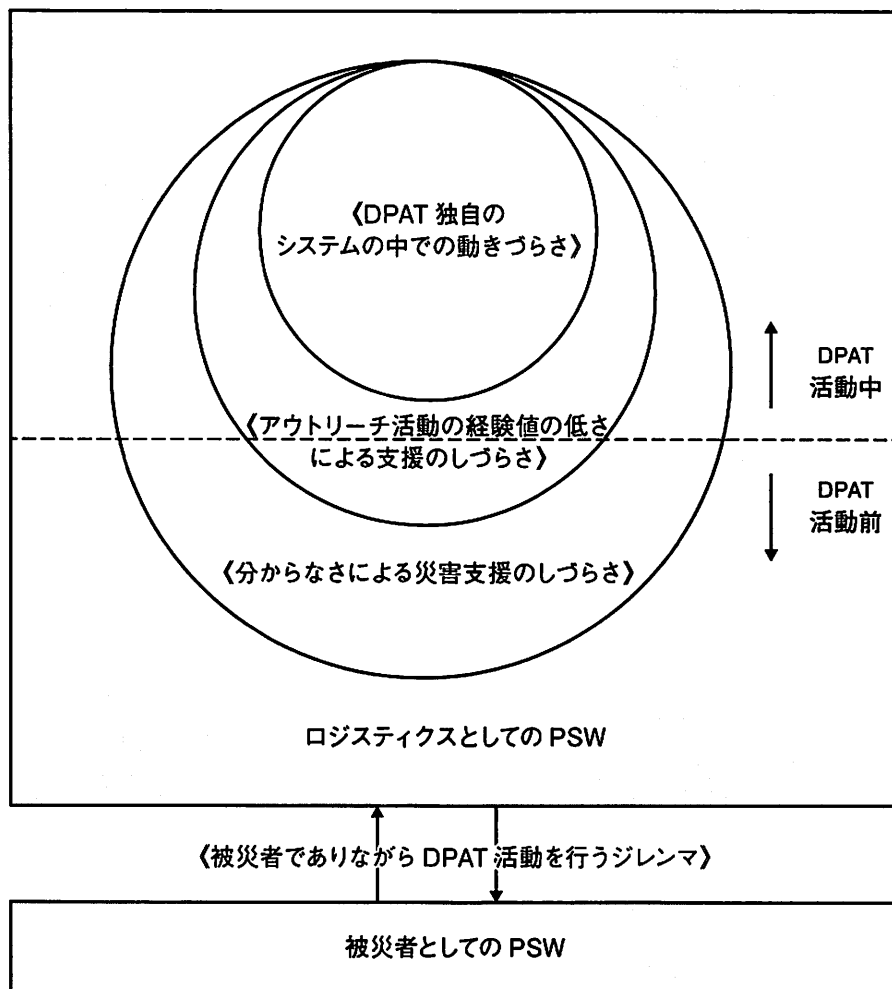 《DPAT 独自の
システムの中での動きづらさ》
DPAT
活動中
《アウトリーチ活動の経験値の低さ
による支援のしづらさ》
DPAT
活動前
《分からなさによる災害支援のしづらさ》
ロジスティクスとしての PSW
《被災者でありながら DPAT 活動を行うジレンマ》
被災者としての PSW